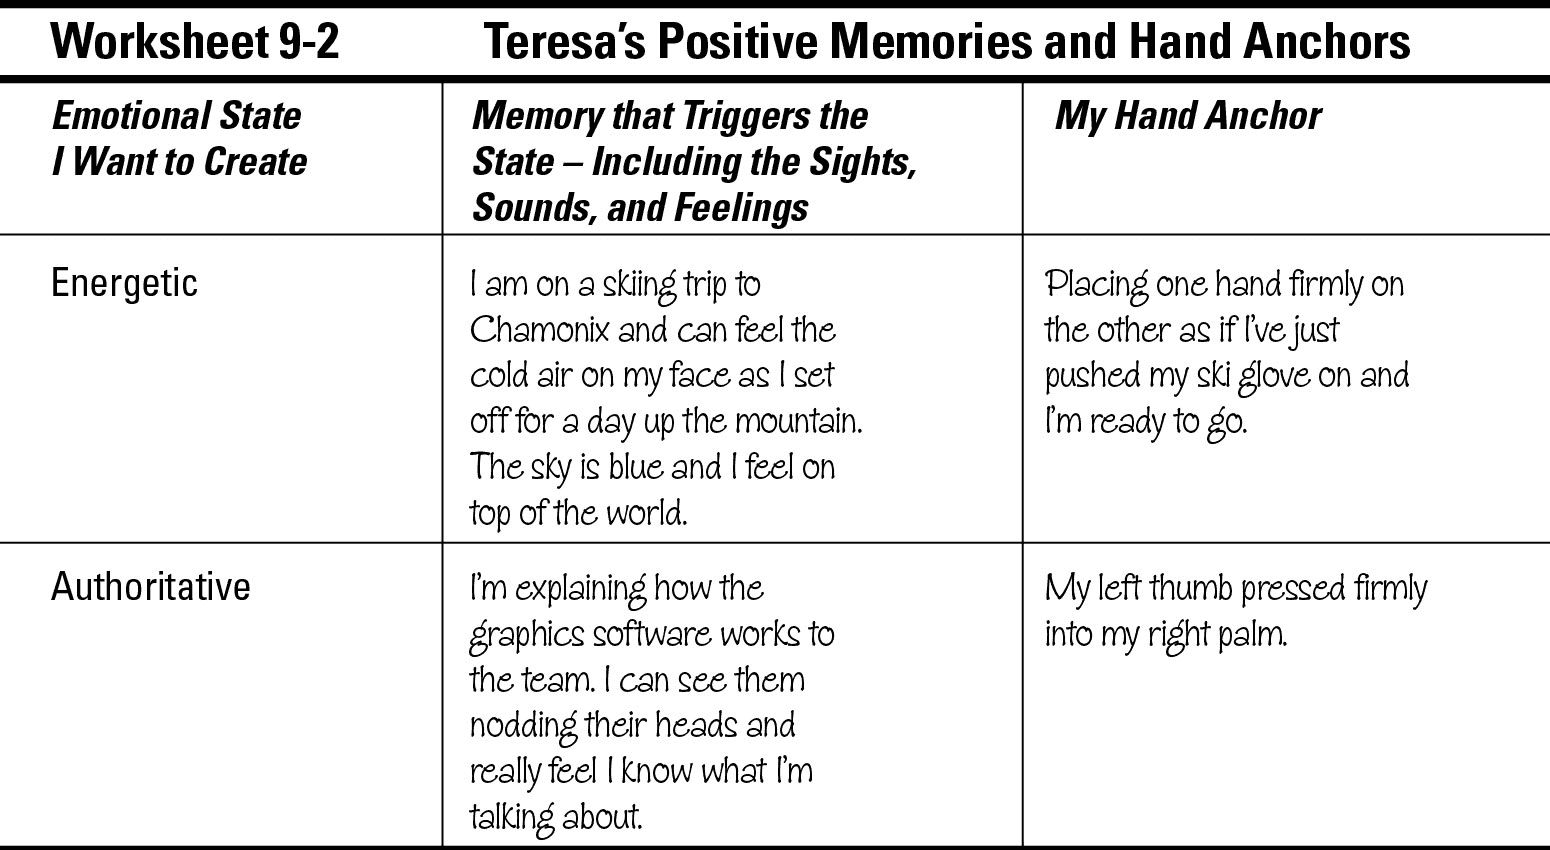 Worksheet 9-2 Teresa’s Positive Memories and Hand Anchors
Emotional State
I Want to Create
Memory that Triggers the
State – Including the Sights,
Sounds, and Feelings
My Hand Anchor
Energetic
I am on a skiing trip to
Chamonix and can feel the
cold air on my face as I set
off for a day up the mountain.
The sky is blue and I feel on
top of the world.
Placing one hand firmly on
the other as if I’ve just
pushed my ski glove on and
I’m ready to go.
Authoritative
I’m explaining how the
graphics software works to
the team. I can see them
nodding their heads and
really feel I know what I’m
talking about.
My left thumb pressed firmly
into my right palm.